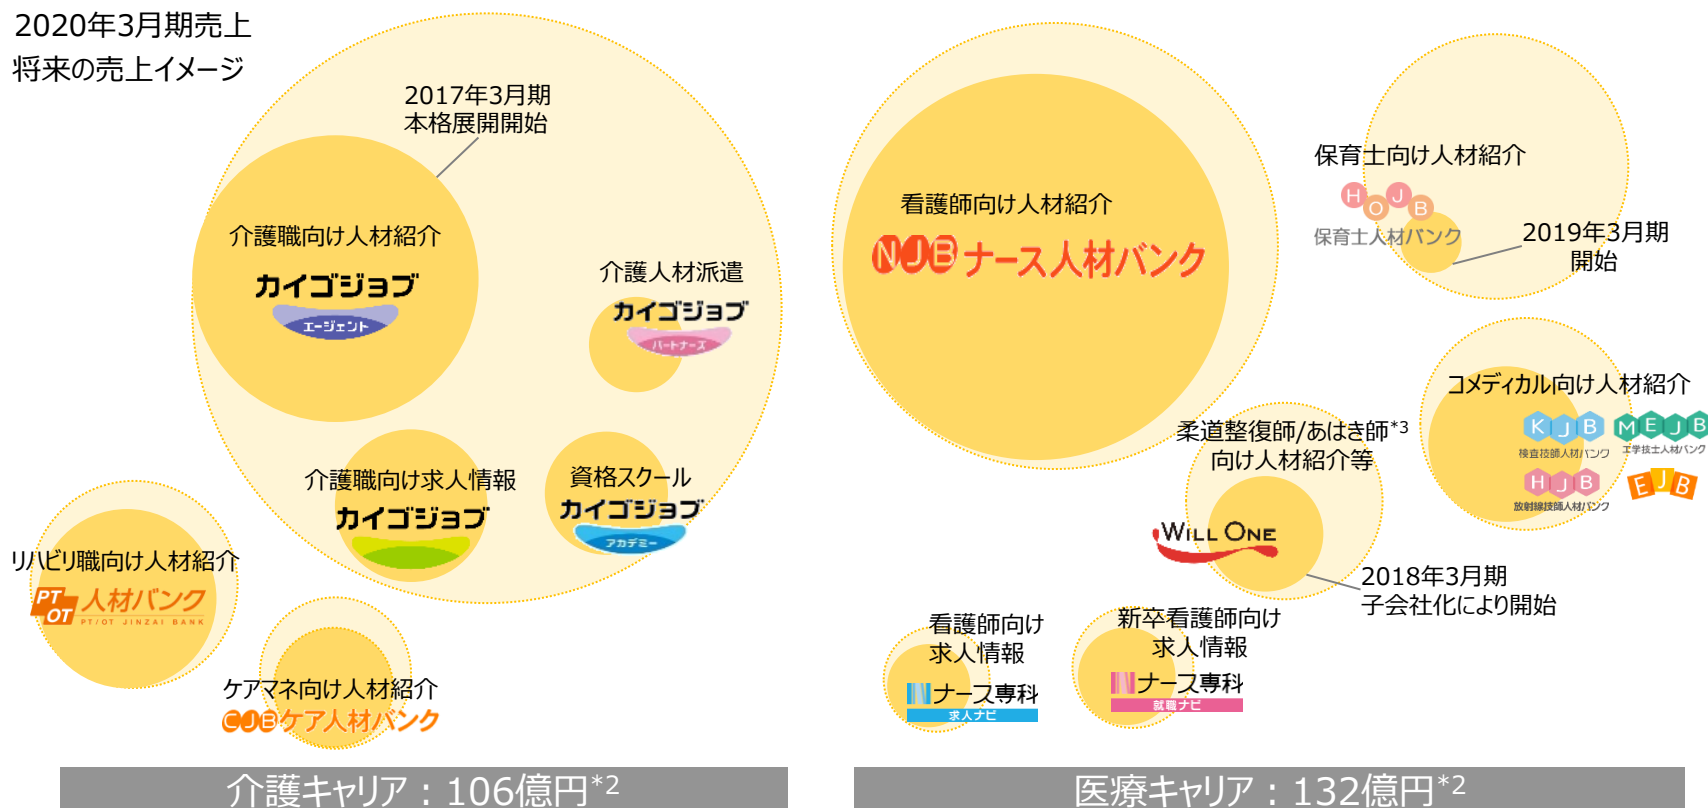 2020年3月期売上
将来の売上イメージ
2017年3月期
本格展開開始
介護職向け人材紹介
カイゴジョブ
エージェント
介護人材派遣
カイゴジョブ
パートナーズ
介護職向け求人情報
カイゴジョブ
資格スクール
カイゴジョブ
アカデミー
リハビリ職向け人材紹介
PT OT 人材バンク
PT/OT JINZAI BANK
ケアマネ向け人材紹介
CJB ケア人材バンク
介護キャリア：106億円*2
看護師向け人材紹介
NJB ナース人材バンク
保育士向け人材紹介
HOJB
保育士人材バンク
2019年3月期
開始
コメディカル向け人材紹介
KJB
検査技師人材バンク
MEJB
工学技士人材バンク
HJB
放射線技師人材バンク
EJB
柔道整復師/あはき師*3
向け人材紹介等
WILL ONE
2018年3月期
子会社化により開始
看護師向け
求人情報
ナース専科
求人ナビ
新卒看護師向け
求人情報
ナース専科
就職ナビ
医療キャリア：132億円*2